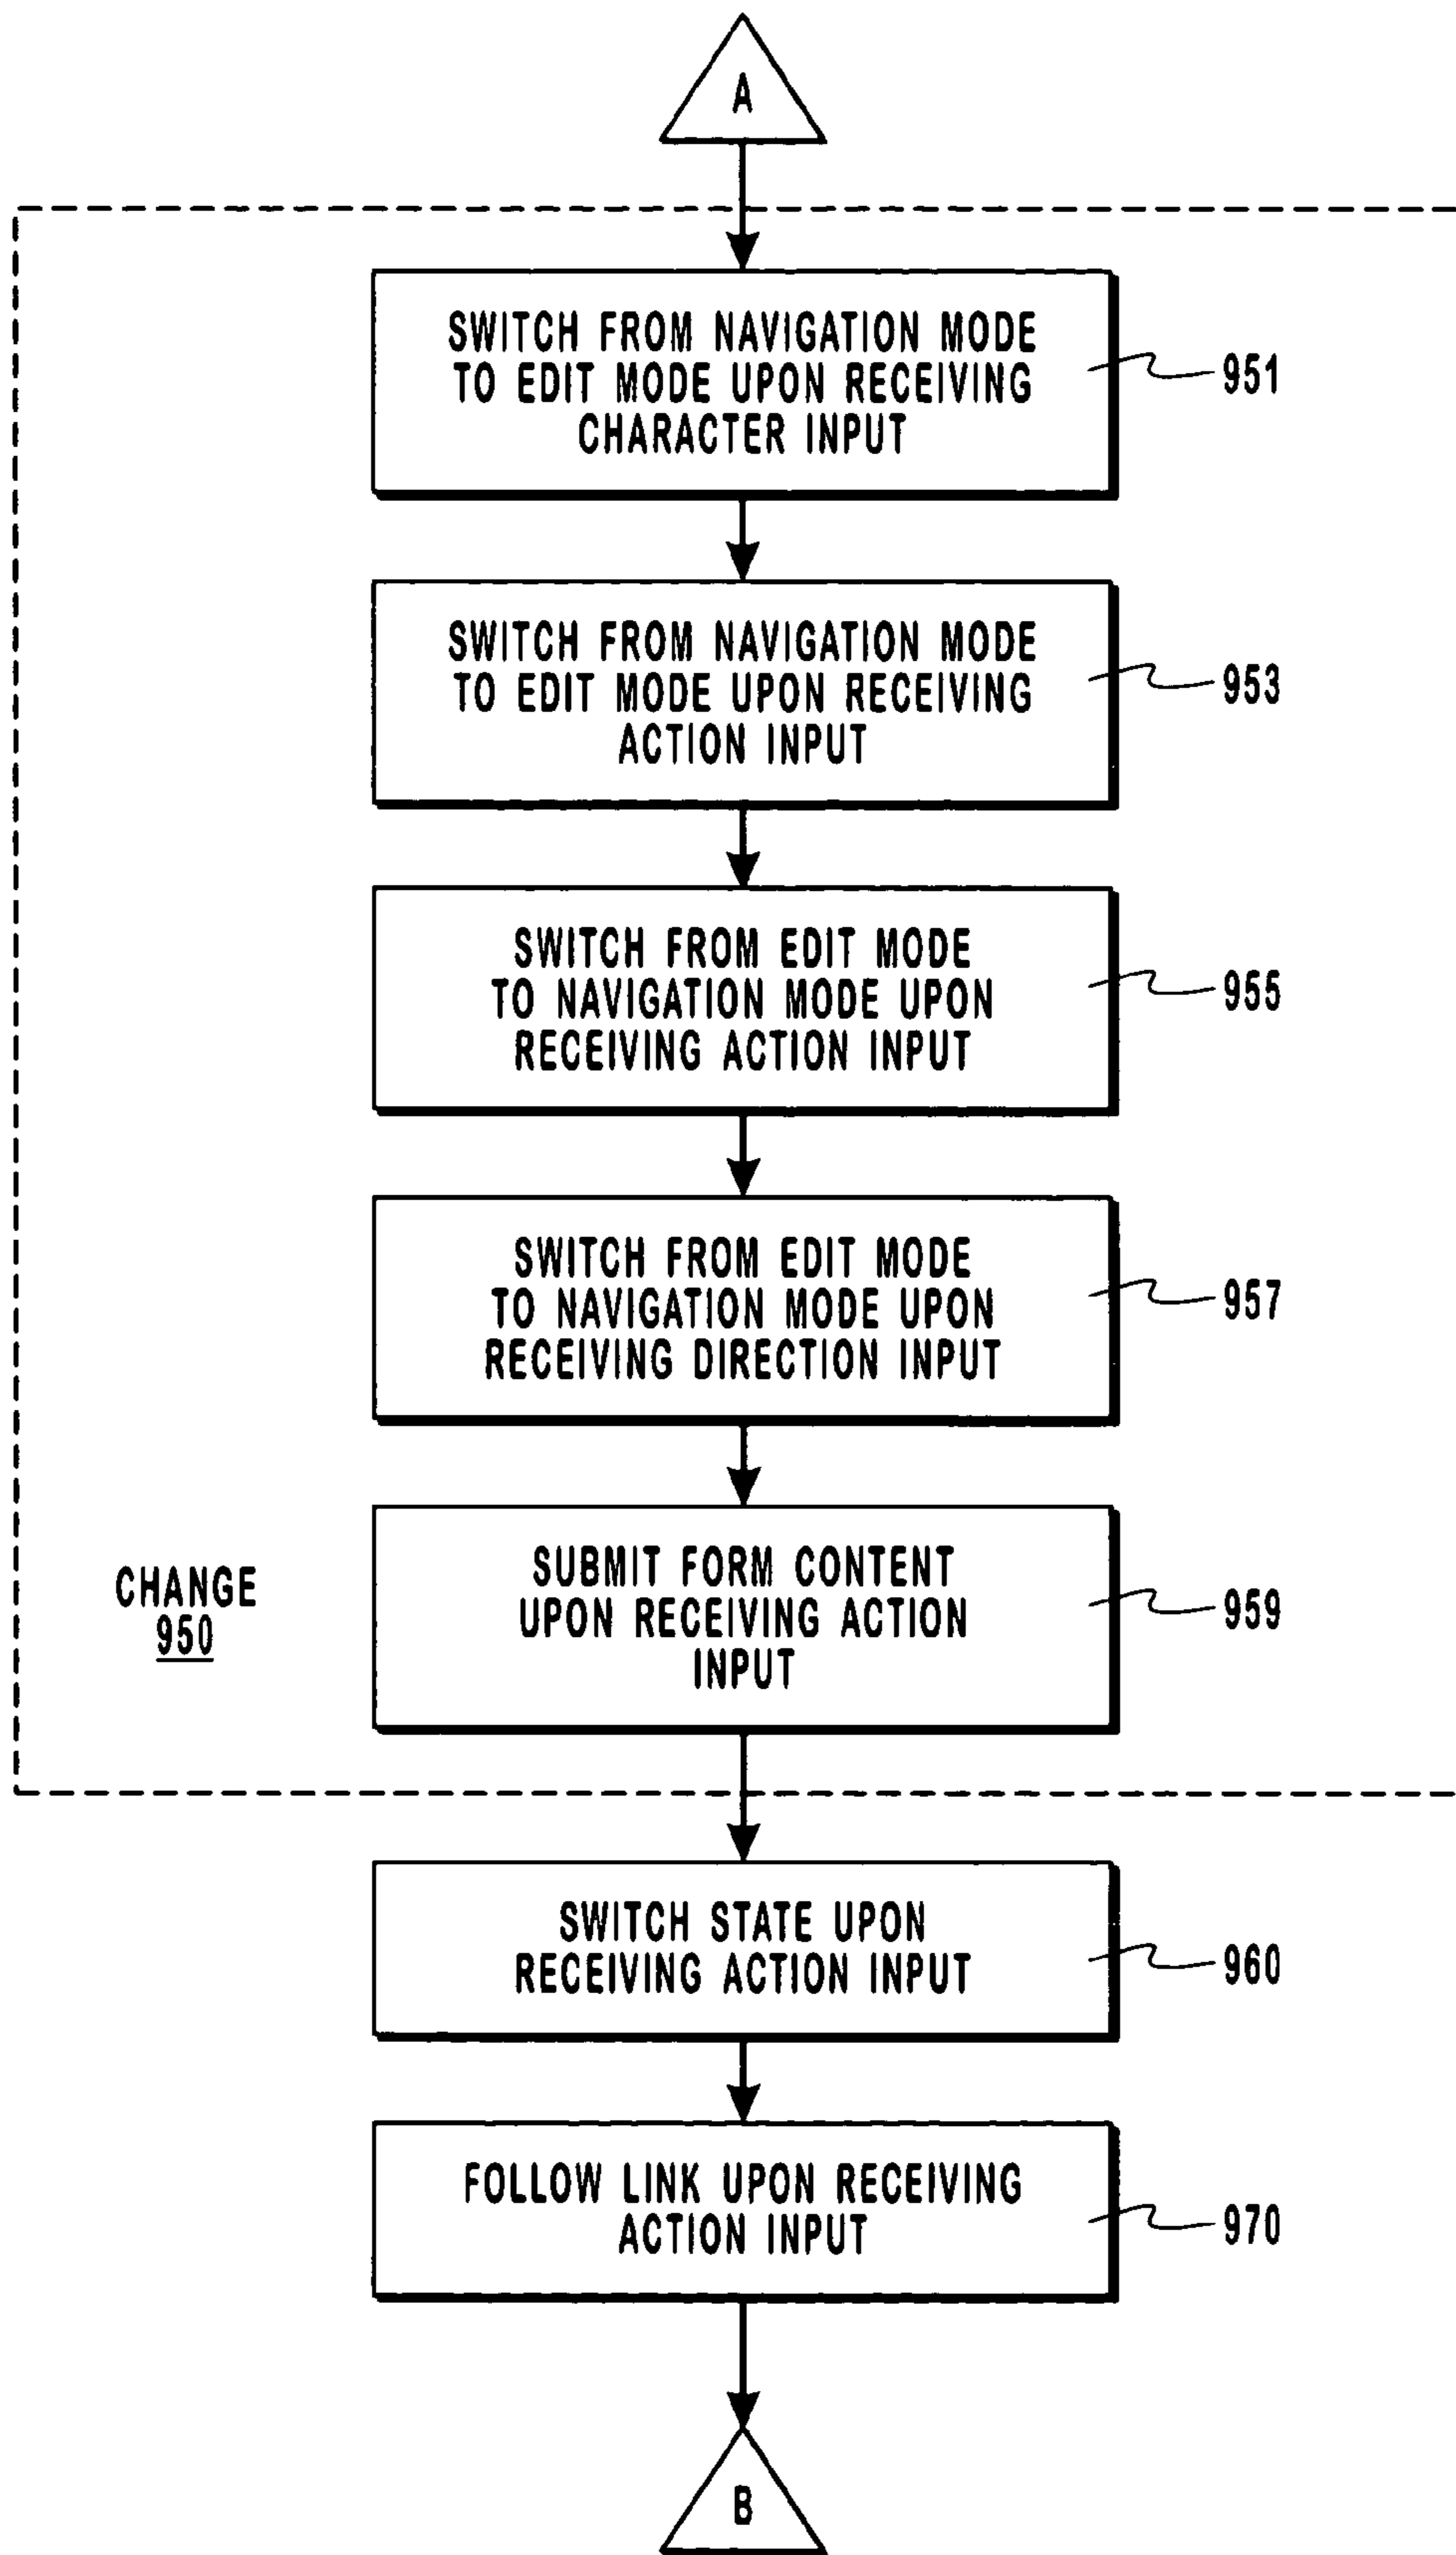 A
SWITCH FROM NAVIGATION MODE
TO EDIT MODE UPON RECEIVING
CHARACTER INPUT
951
SWITCH FROM NAVIGATION MODE
TO EDIT MODE UPON RECEIVING
ACTION INPUT
953
SWITCH FROM EDIT MODE
TO NAVIGATION MODE UPON
RECEIVING ACTION INPUT
955
SWITCH FROM EDIT MODE
TO NAVIGATION MODE UPON
RECEIVING DIRECTION INPUT
957
SUBMIT FORM CONTENT
UPON RECEIVING ACTION
INPUT
959
CHANGE
950
SWITCH STATE UPON
RECEIVING ACTION INPUT
960
FOLLOW LINK UPON RECEIVING
ACTION INPUT
970
B